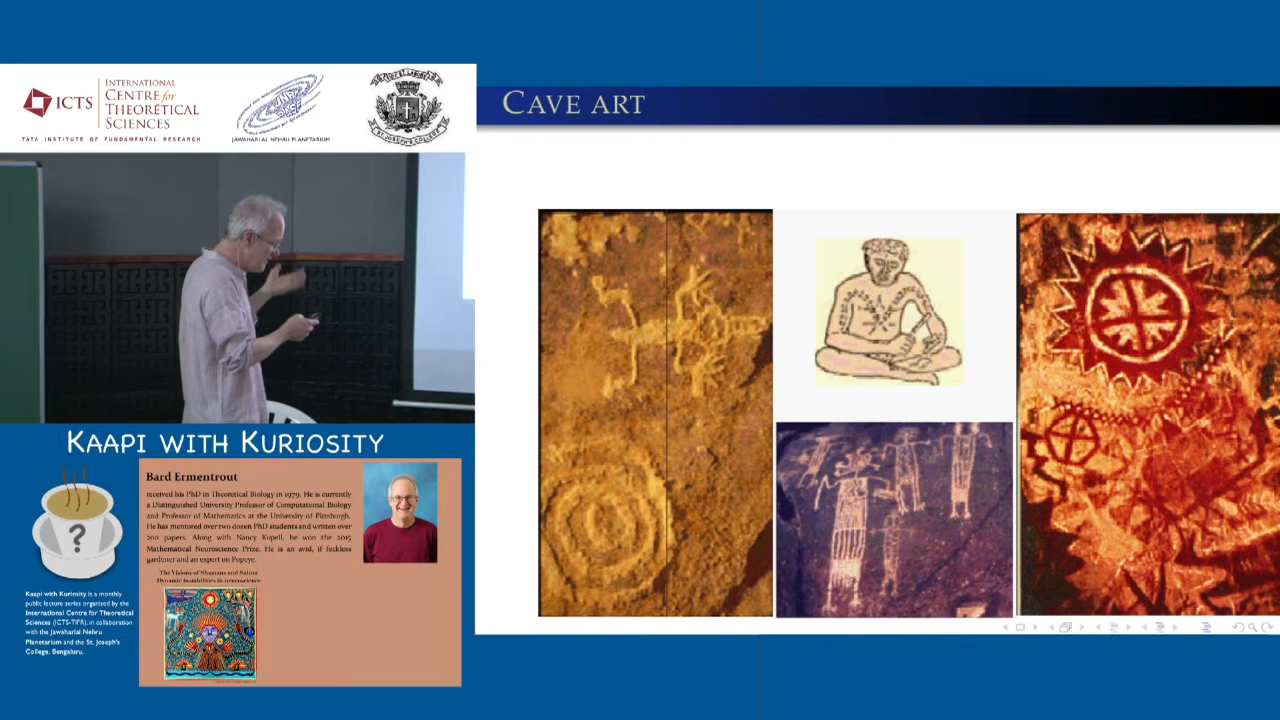 ICTS
INTERNATIONAL
CENTRE for
THEORETICAL
SCIENCES
TATA INSTITUTE OF FUNDAMENTAL RESEARCH
JAWAHARLAL NEHRU PLANETARIUM
CAVE ART
KAAPI WITH KURIOSITY
?
Bard Ermentrout
received his PhD in Theoretical Biology in 1979. He is currently
a Distinguished University Professor of Computational Biology
and Professor of Mathematics at the University of Pittsburgh.
He has mentored over two dozen PhD students and written over
200 papers. Along with Nancy Kopell, he won the 2015
Mathematical Neuroscience Prize. He is an avid, if feckless
gardener and an expert on Popeye.
The Visions of Shamans and Saints:
Dynamic instabilities in neuroscience
Kaapi with Kuriosity is a monthly
public lecture series organised by the
International Centre for Theoretical
Sciences (ICTS-TIFR), in collaboration
with the Jawaharlal Nehru
Planetarium and the St. Joseph's
College, Bengaluru.